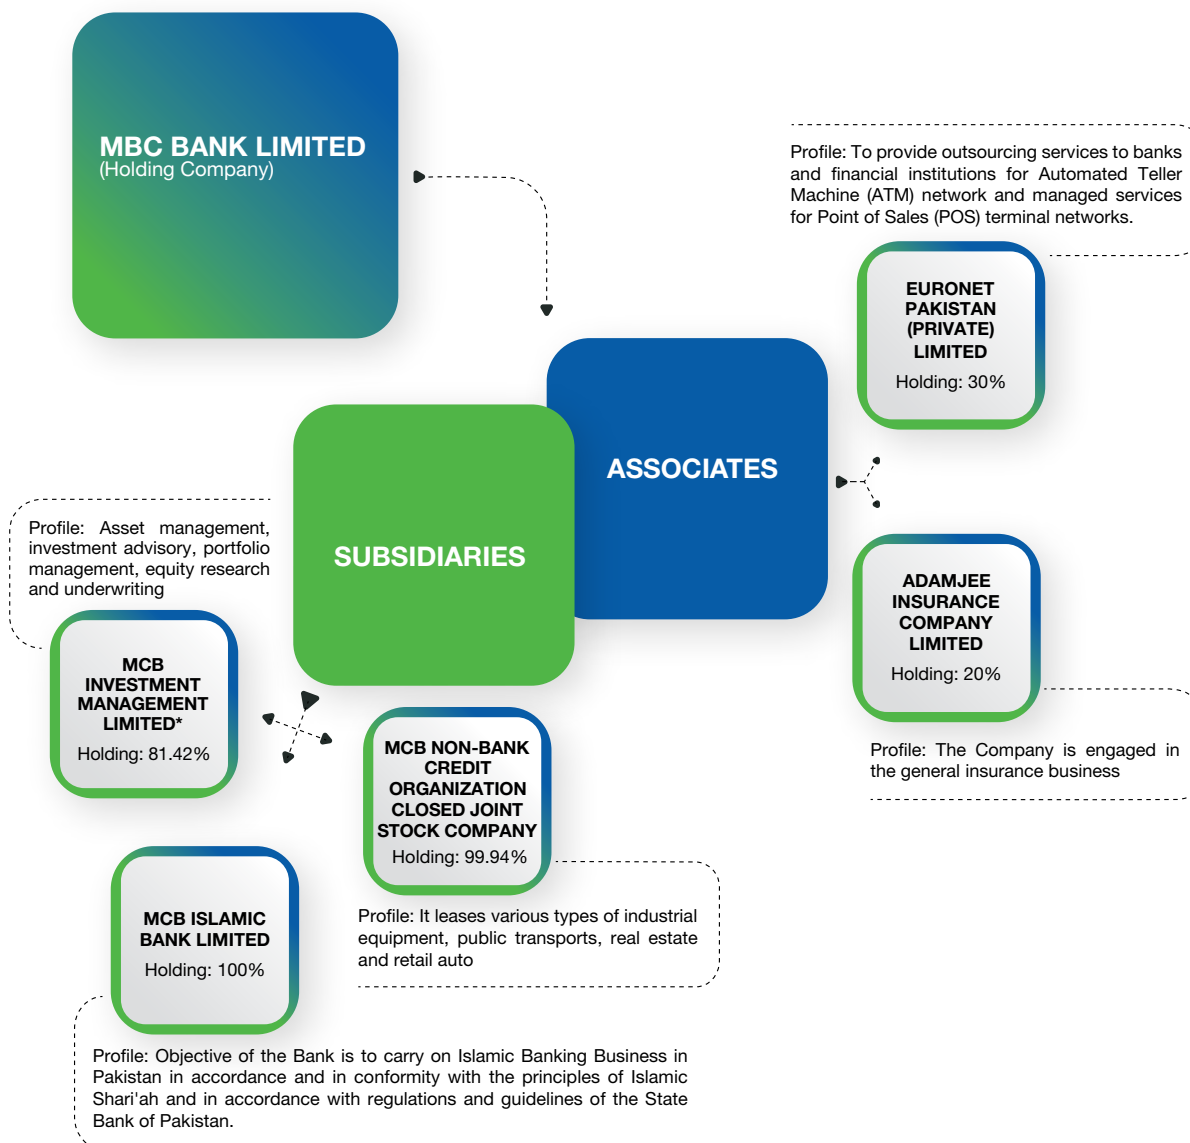 MBC BANK LIMITED
(Holding Company)
Profile: To provide outsourcing services to banks
and financial institutions for Automated Teller
Machine (ATM) network and managed services
for Point of Sales (POS) terminal networks.
EURONET
PAKISTAN
(PRIVATE)
LIMITED
Holding: 30%
ASSOCIATES
SUBSIDIARIES
Profile: Asset management,
investment advisory, portfolio
management, equity research
and underwriting
MCB
INVESTMENT
MANAGEMENT
LIMITED*
Holding: 81.42%
ADAMJEE
INSURANCE
COMPANY
LIMITED
Holding: 20%
Profile: The Company is engaged in
the general insurance business
MCB NON-BANK
CREDIT
ORGANIZATION
CLOSED JOINT
STOCK COMPANY
Holding: 99.94%
Profile: It leases various types of industrial
equipment, public transports, real estate
and retail auto
MCB ISLAMIC
BANK LIMITED
Holding: 100%
Profile: Objective of the Bank is to carry on Islamic Banking Business in
Pakistan in accordance and in conformity with the principles of Islamic
Shari'ah and in accordance with regulations and guidelines of the State
Bank of Pakistan.